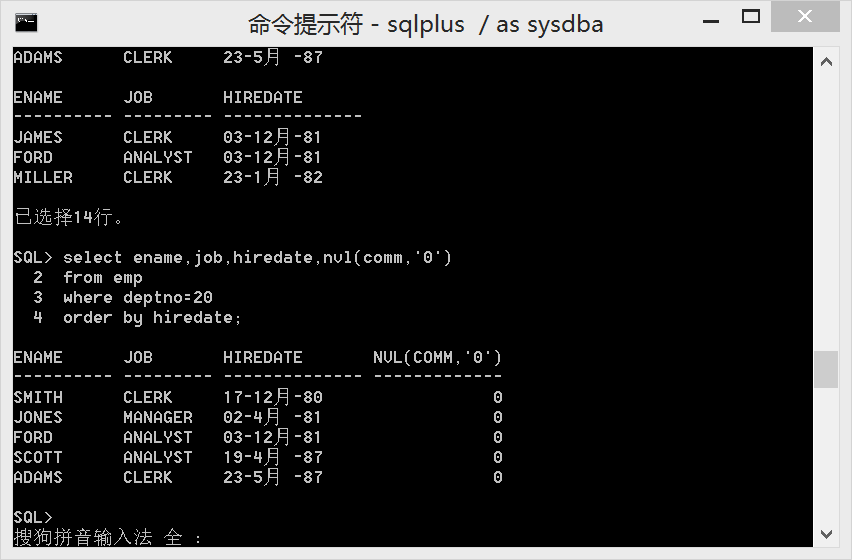 命令提示符 - sqlplus  / as sysdba
ADAMS      CLERK     23-5月 -87
ENAME      JOB       HIREDATE
---------- --------- --------------
JAMES      CLERK     03-12月-81
FORD       ANALYST   03-12月-81
MILLER     CLERK     23-1月 -82
已选择14行。
SQL> select ename,job,hiredate,nvl(comm,'0')
  2  from emp
  3  where deptno=20
  4  order by hiredate;
ENAME      JOB       HIREDATE       NVL(COMM,'0')
---------- --------- -------------- -------------
SMITH      CLERK     17-12月-80                 0
JONES      MANAGER   02-4月 -81                 0
FORD       ANALYST   03-12月-81                 0
SCOTT      ANALYST   19-4月 -87                 0
ADAMS      CLERK     23-5月 -87                 0
SQL>
搜狗拼音输入法 全 :